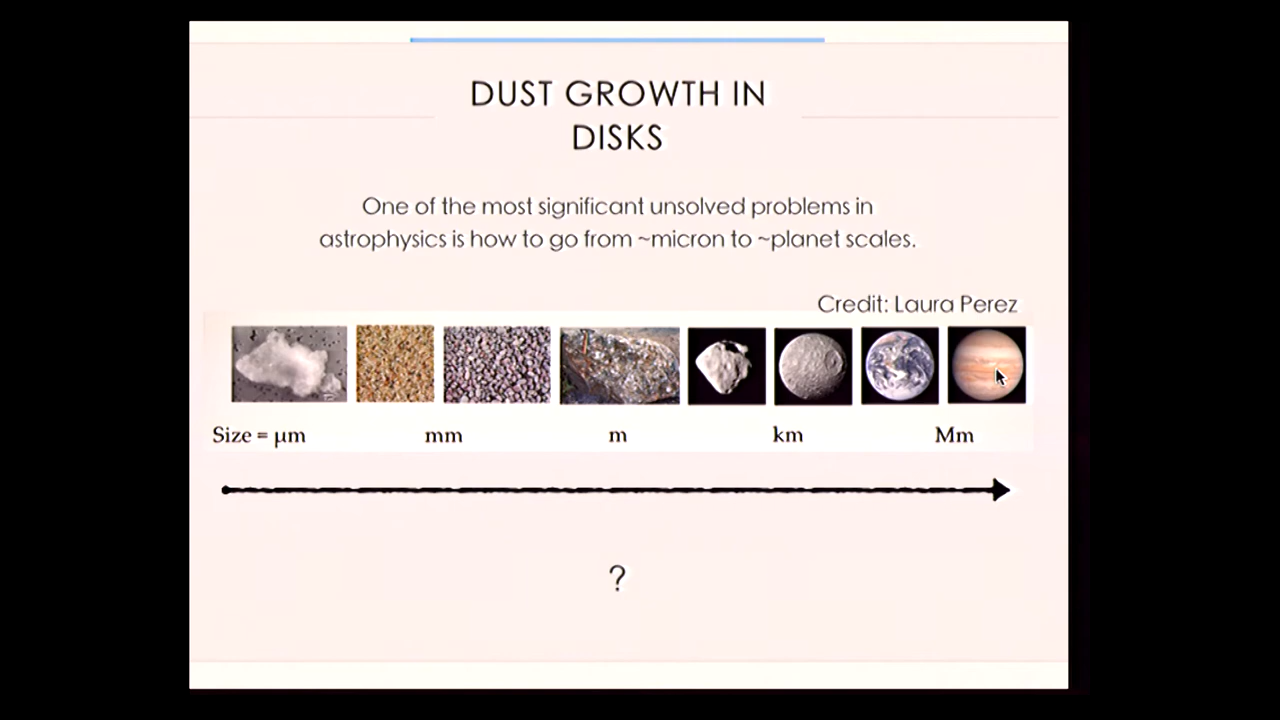 DUST GROWTH IN
DISKS
One of the most significant unsolved problems in
astrophysics is how to go from ~micron to ~planet scales.
Credit: Laura Perez
Size = μm mm m km Mm
?